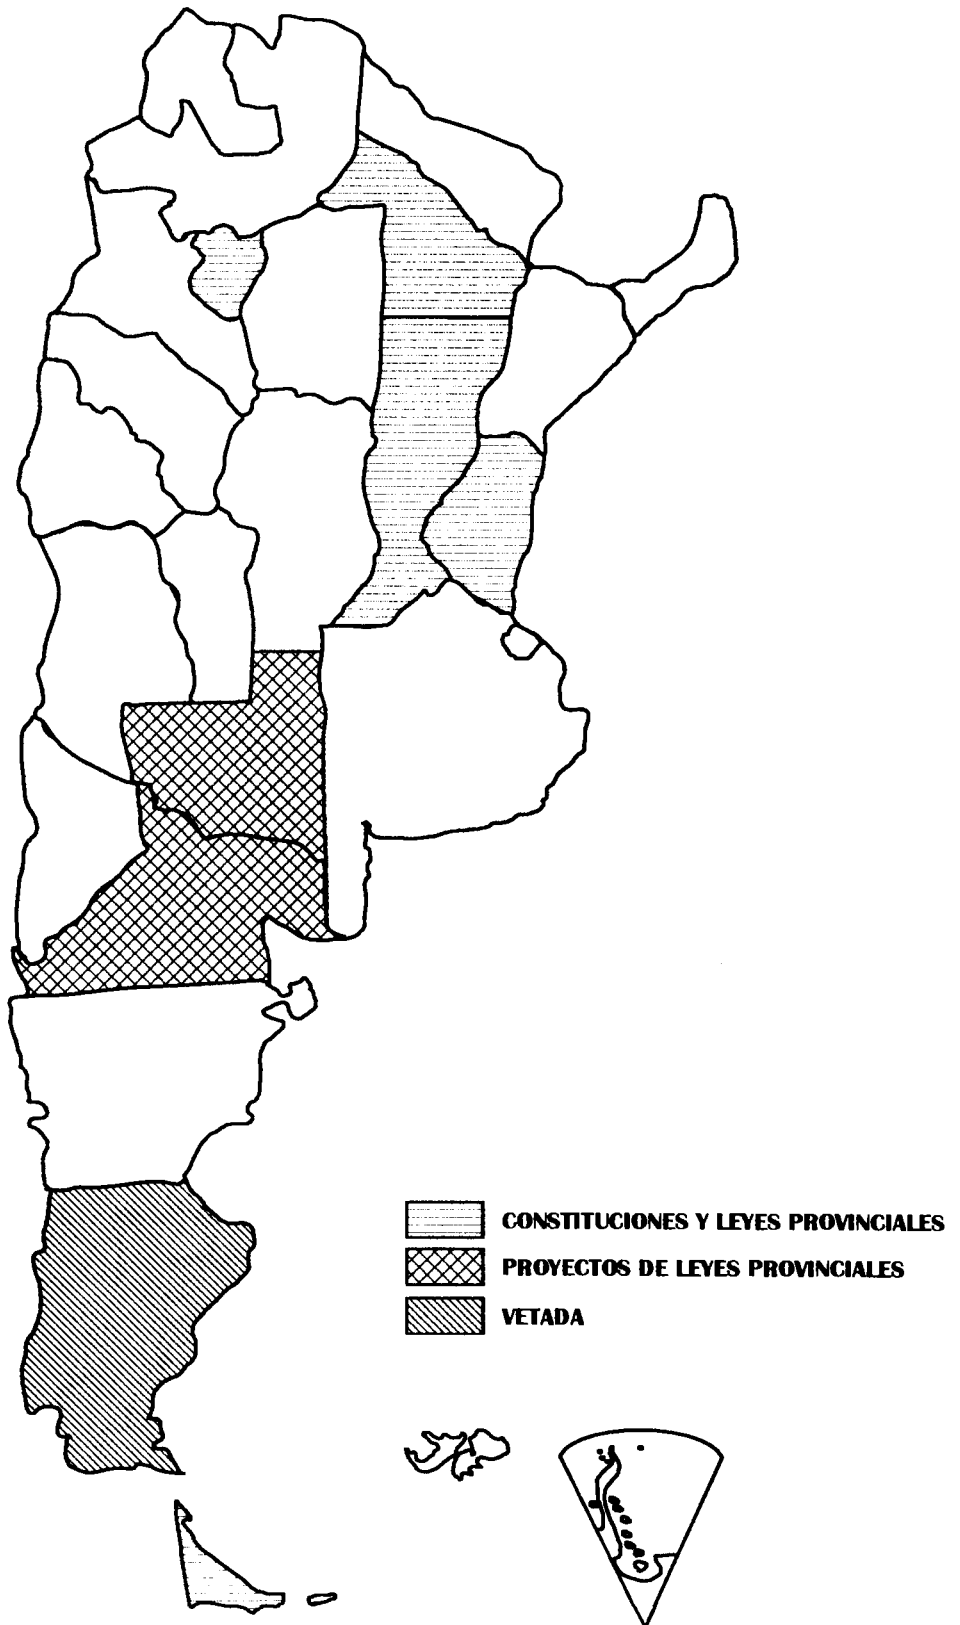 CONSTITUCIONES Y LEYES PROVINCIALES
PROYECTOS DE LEYES PROVINCIALES
VETADA